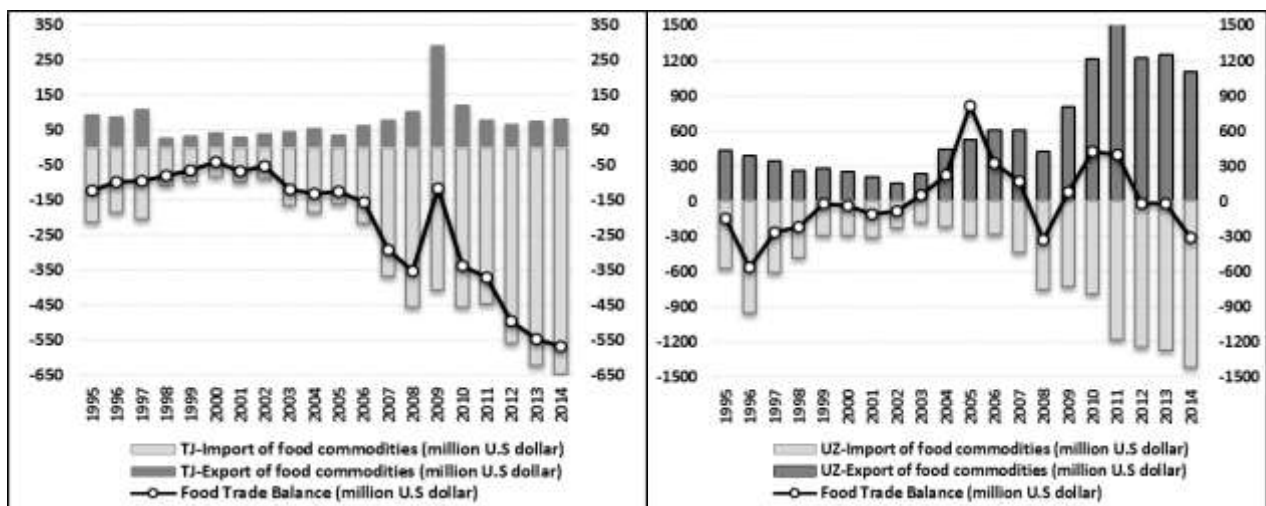 350 350
250 250
150 150
50 50
-50 -50
-150 -150
-250 -250
-350 -350
-450 -450
-550 -550
-650 -650
1995 1996 1997 1998 1999 2000 2001 2002 2003 2004 2005 2006 2007 2008 2009 2010 2011 2012 2013 2014
TJ-Import of food commodities (million U.S dollar)
TJ-Export of food commodities (million U.S dollar)
Food Trade Balance (million U.S dollar)
1500 1500
1200 1200
900 900
600 600
300 300
0 0
-300 -300
-600 -600
-900 -900
-1200 -1200
-1500 -1500
1995 1996 1997 1998 1999 2000 2001 2002 2003 2004 2005 2006 2007 2008 2009 2010 2011 2012 2013 2014
UZ-Import of food commodities (million U.S dollar)
UZ-Export of food commodities (million U.S dollar)
Food Trade Balance (million U.S dollar)